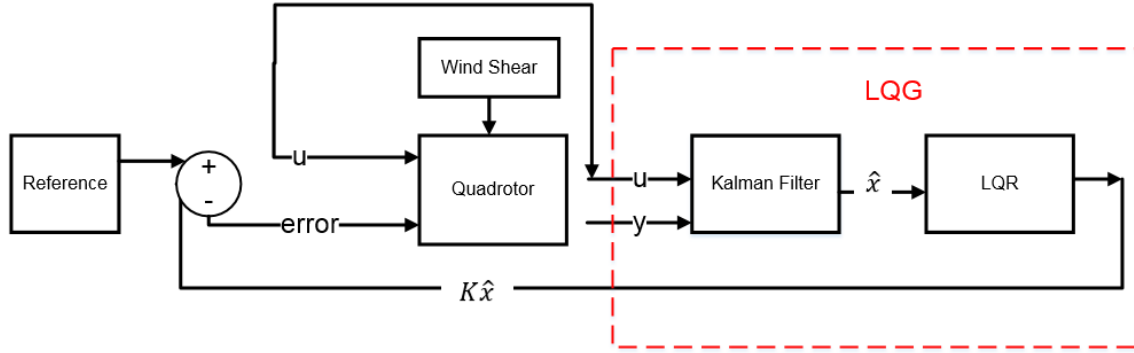 Wind Shear
LQG
Reference
+
-
u
error
Quadrotor
u
y
Kalman Filter
x̂
LQR
Kx̂